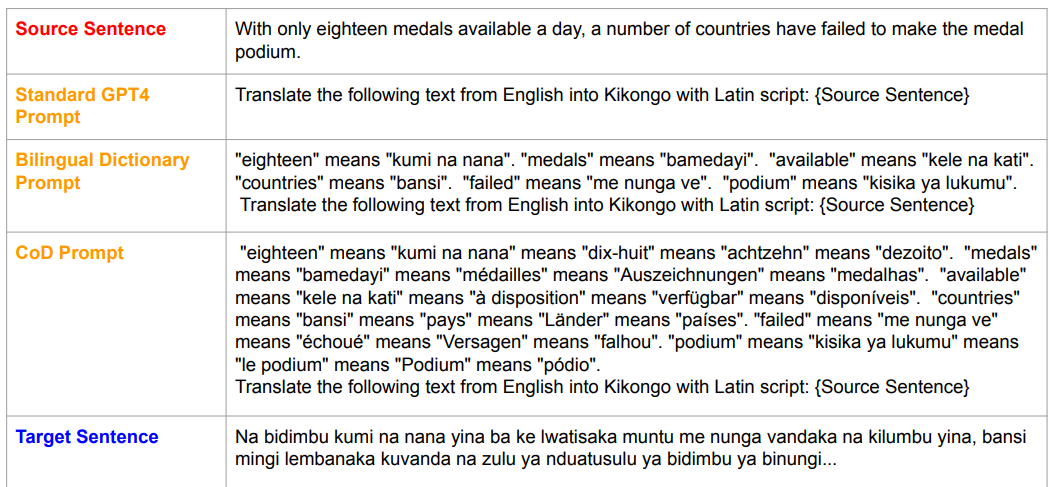 Source Sentence
With only eighteen medals available a day, a number of countries have failed to make the medal
podium.
Standard GPT4
Prompt
Translate the following text from English into Kikongo with Latin script: {Source Sentence}
Bilingual Dictionary
Prompt
"eighteen" means "kumi na nana". "medals" means "bamedayi".  "available" means "kele na kati".
"countries" means "bansi".  "failed" means "me nunga ve".  "podium" means "kisika ya lukumu".
Translate the following text from English into Kikongo with Latin script: {Source Sentence}
CoD Prompt
"eighteen" means "kumi na nana" means "dix-huit" means "achtzehn" means "dezoito".  "medals"
means "bamedayi" means "médailles" means "Auszeichnungen" means "medalhas".  "available"
means "kele na kati" means "à disposition" means "verfügbar" means "disponíveis".  "countries"
means "bansi" means "pays" means "Länder" means "países". "failed" means "me nunga ve"
means "échoué" means "Versagen" means "falhou". "podium" means "kisika ya lukumu" means
"le podium" means "Podium" means "pódio".
Translate the following text from English into Kikongo with Latin script: {Source Sentence}
Target Sentence
Na bidimbu kumi na nana yina ba ke lwatisaka muntu me nunga vandaka na kilumbu yina, bansi
mingi lembanaka kuvanda na zulu ya nduatusulu ya bidimbu ya binungi...